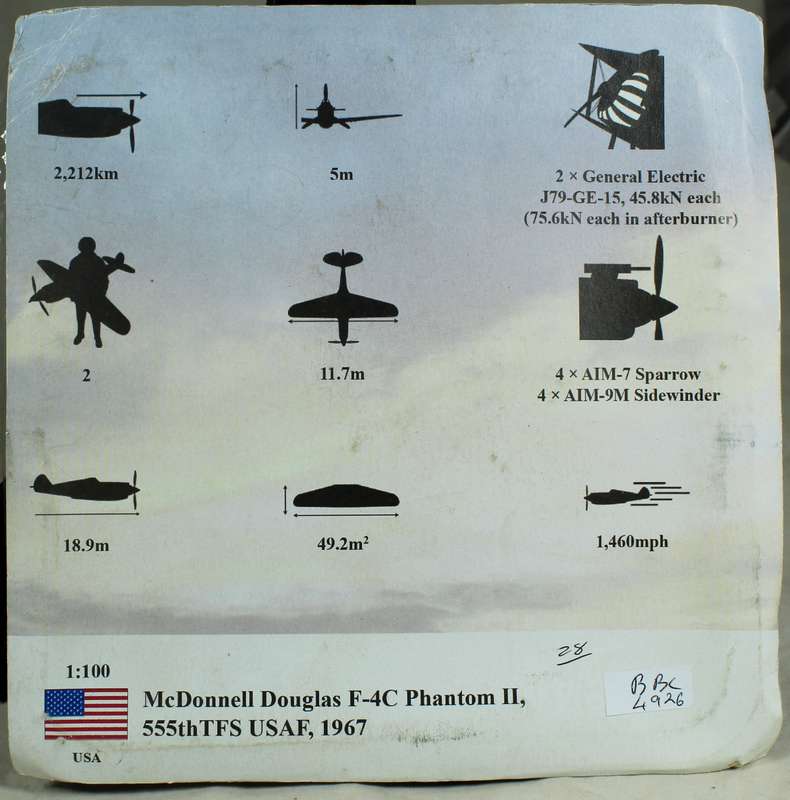 2,212km
5m
2 × General Electric
J79-GE-15, 45.8kN each
(75.6kN each in afterburner)
2
11.7m
4 × AIM-7 Sparrow
4 × AIM-9M Sidewinder
18.9m
49.2m²
1,460mph
28
1:100
McDonnell Douglas F-4C Phantom II,
555thTFS USAF, 1967
USA
B BC
4926